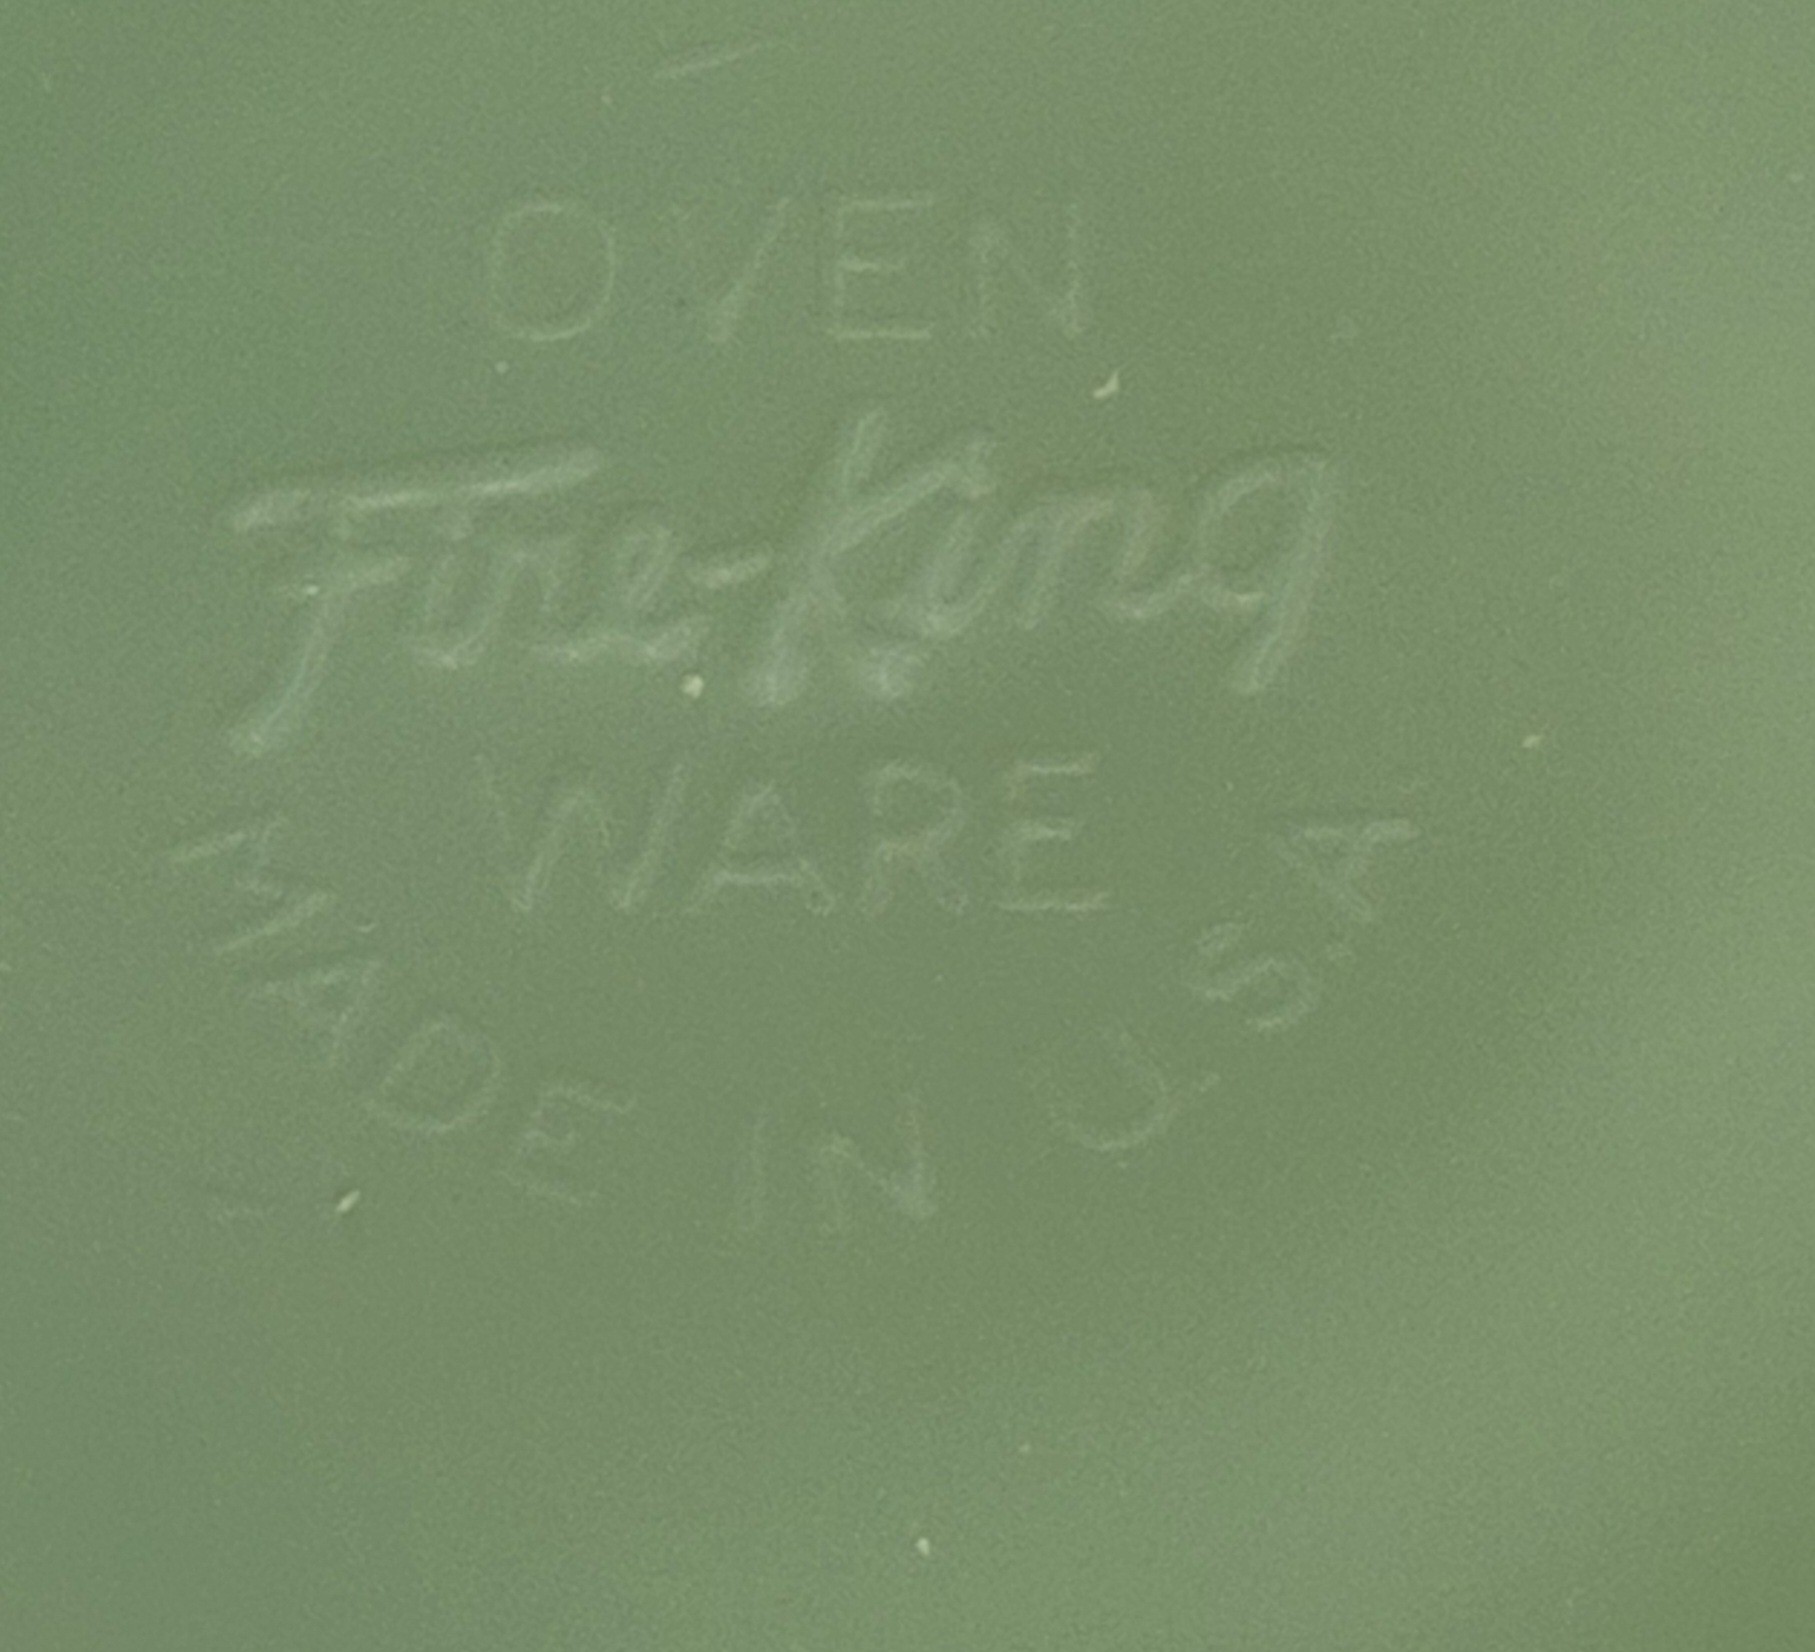 OVEN
Fire-King
WARE
MADE IN U.S.A